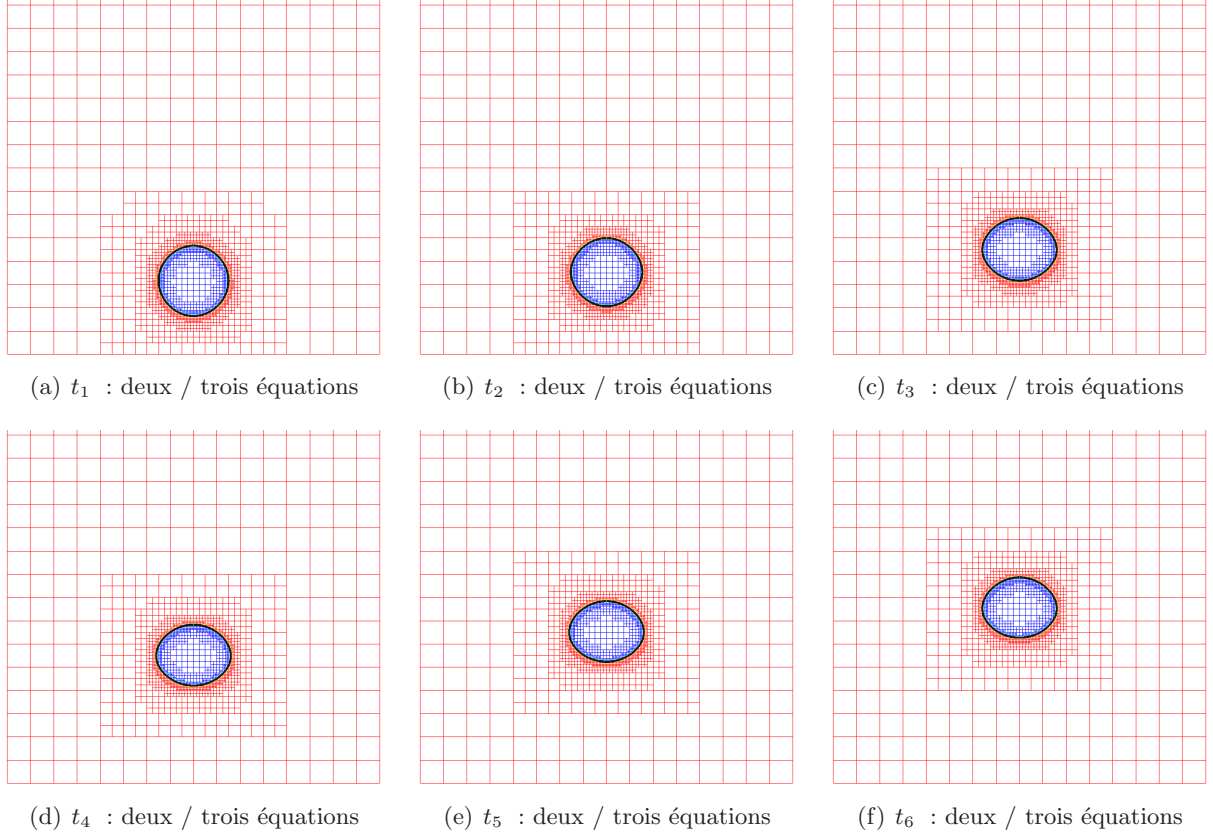 (a) t₁ : deux / trois équations
(b) t₂ : deux / trois équations
(c) t₃ : deux / trois équations
(d) t₄ : deux / trois équations
(e) t₅ : deux / trois équations
(f) t₆ : deux / trois équations